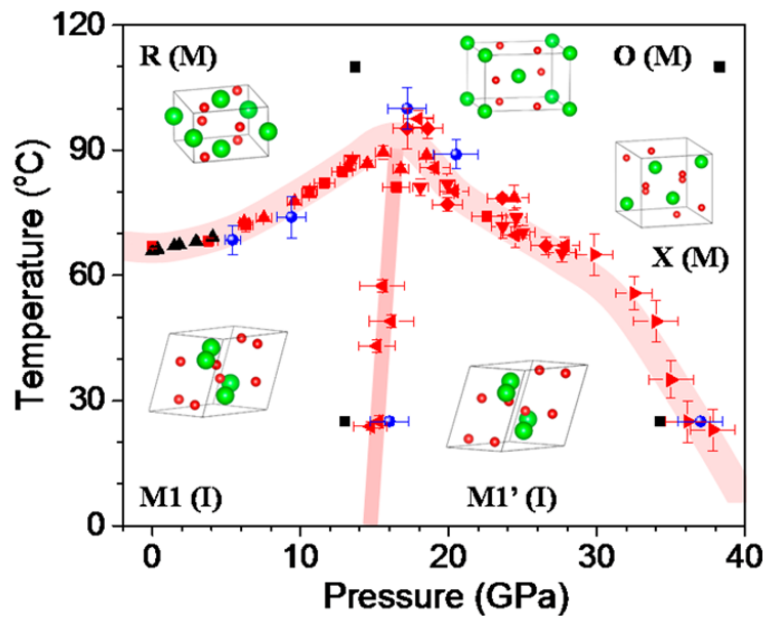 120
90
60
30
0
Temperature (°C)
R (M)
O (M)
X (M)
M1 (I)
M1’ (I)
0
10
20
30
40
Pressure (GPa)